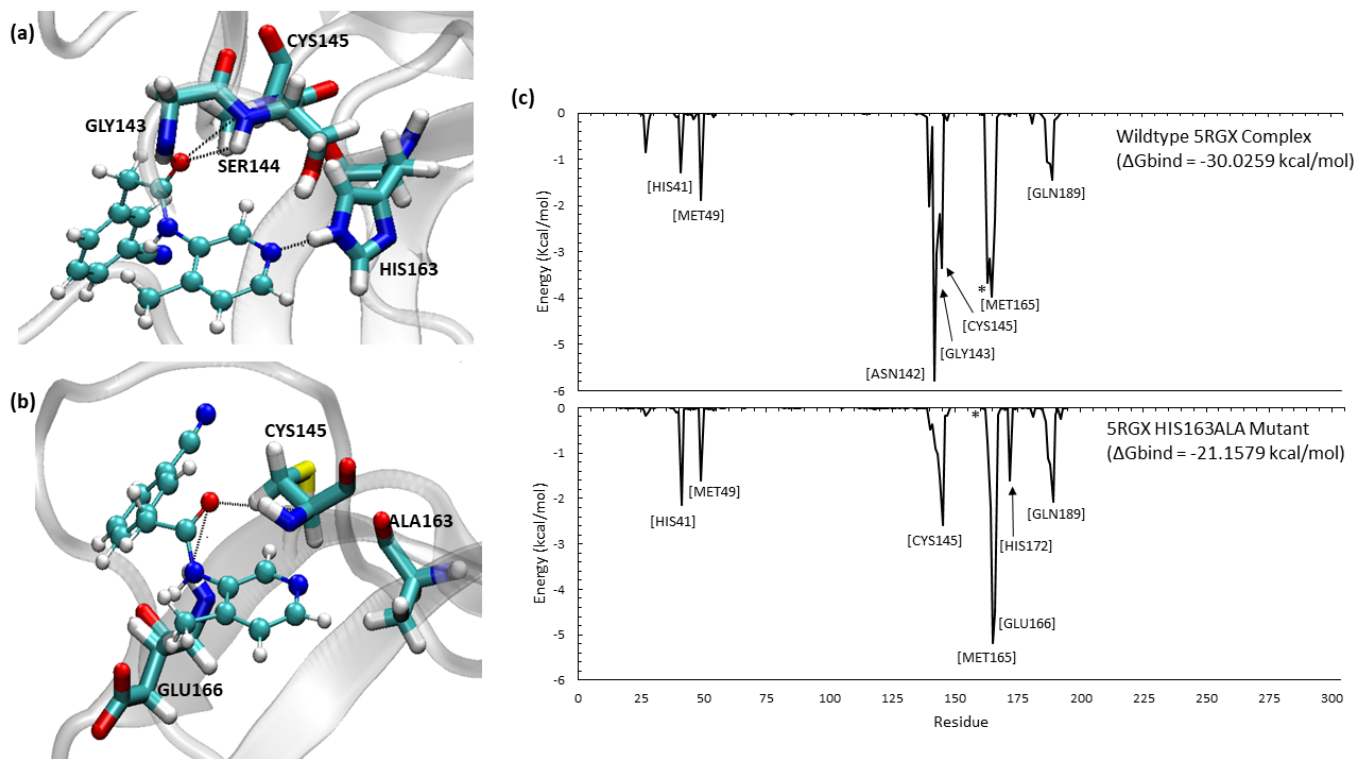 (a)
CYS145
GLY143
SER144
HIS163
(b)
CYS145
ALA163
GLU166
(c)
0
-1
-2
-3
-4
-5
-6
Energy (Kcal/mol)
Wildtype 5RGX Complex
(ΔGbind = -30.0259 kcal/mol)
[HIS41]
[MET49]
[GLN189]
*
[MET165]
[CYS145]
[GLY143]
[ASN142]
0
-1
-2
-3
-4
-5
-6
Energy (kcal/mol)
*
5RGX HIS163ALA Mutant
(ΔGbind = -21.1579 kcal/mol)
[MET49]
[HIS41]
[GLN189]
[CYS145]
[HIS172]
[GLU166]
[MET165]
0 25 50 75 100 125 150 175 200 225 250 275 300
Residue